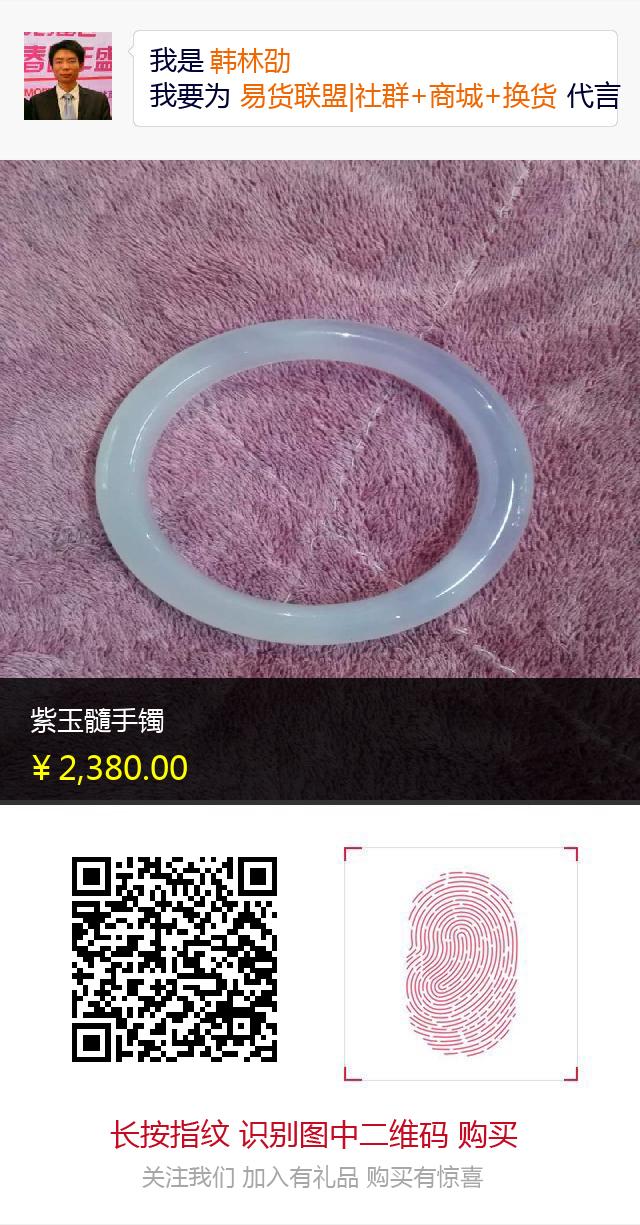 我是 韩林劭
我要为 易货联盟|社群+商城+换货 代言
紫玉髓手镯
¥ 2,380.00
长按指纹 识别图中二维码 购买
关注我们 加入有礼品 购买有惊喜